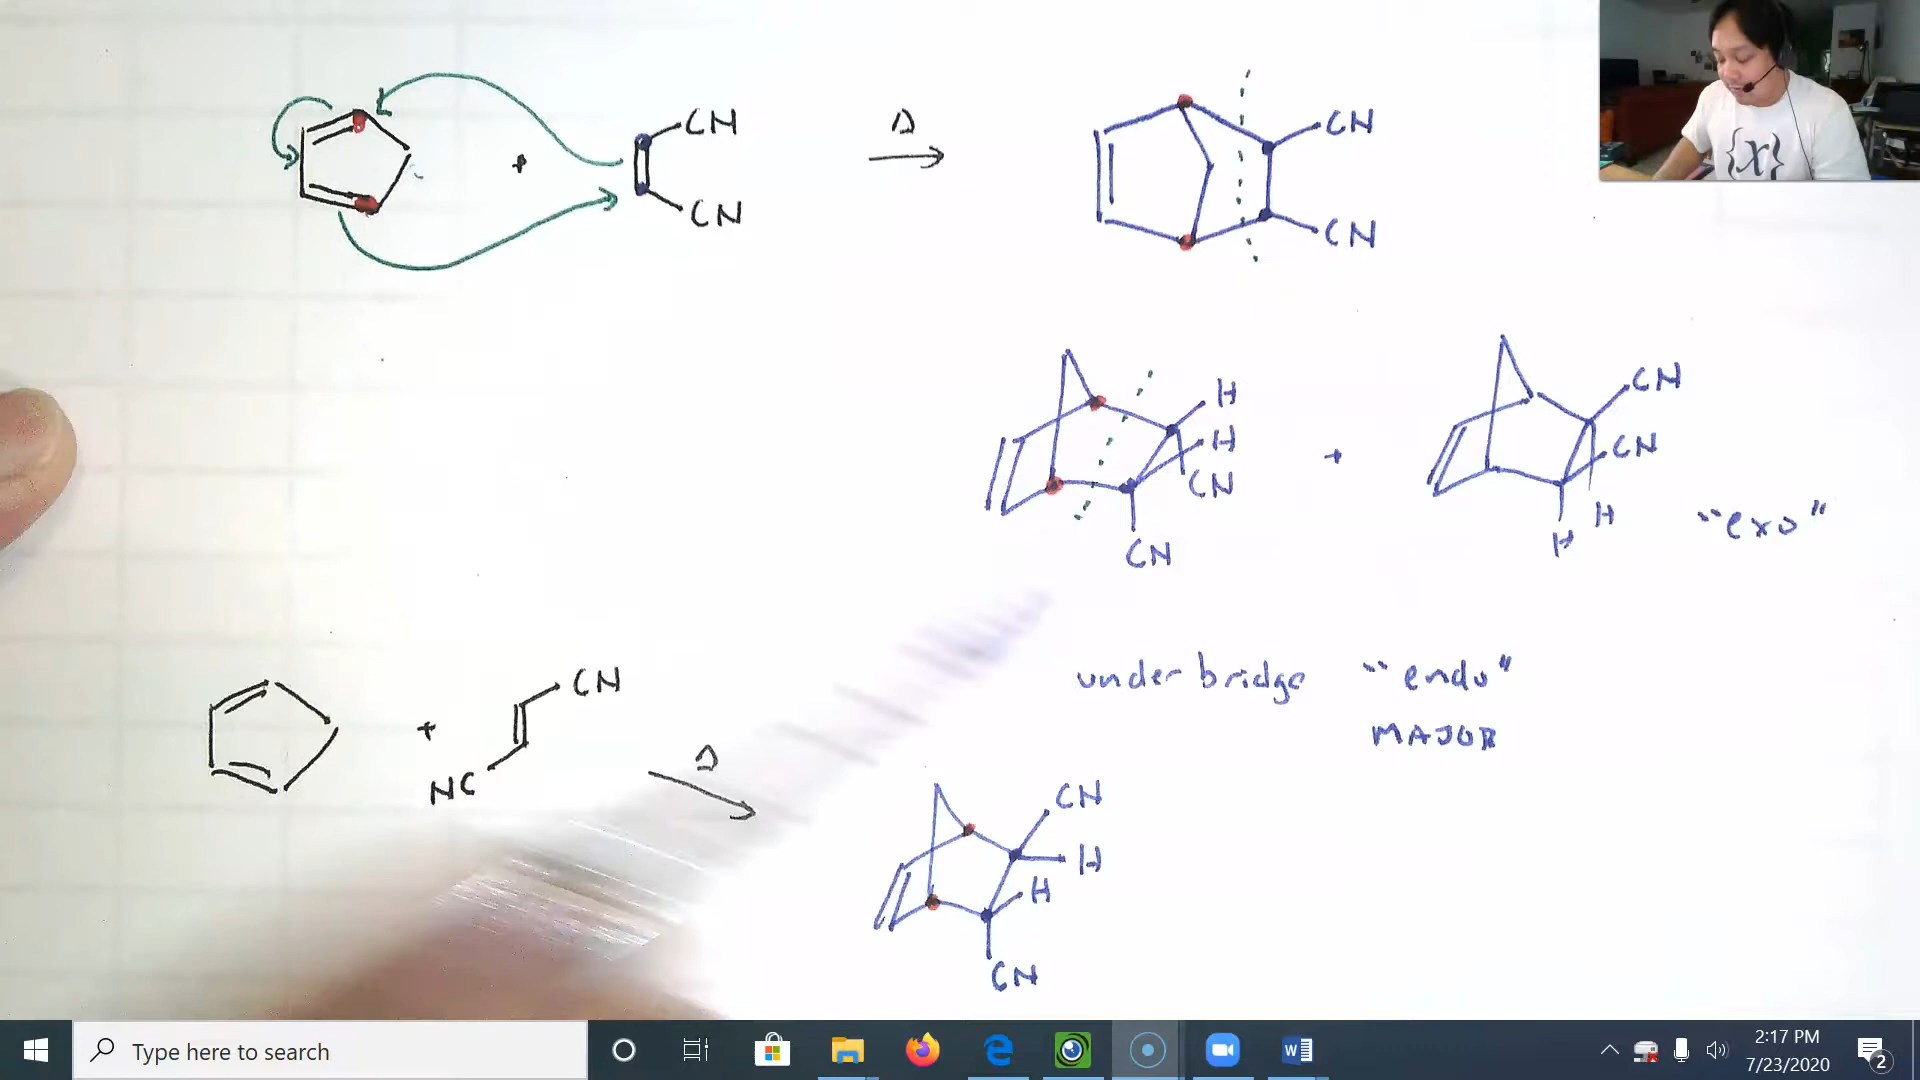 CN
+
CN
Δ
CN
CN
{x}
H
H
CN
CN
+
CN
CN
H
H
"exo"
under bridge "endo"
MAJOR
+
CN
NC
Δ
CN
H
H
CN
Type here to search
2:17 PM
7/23/2020
2